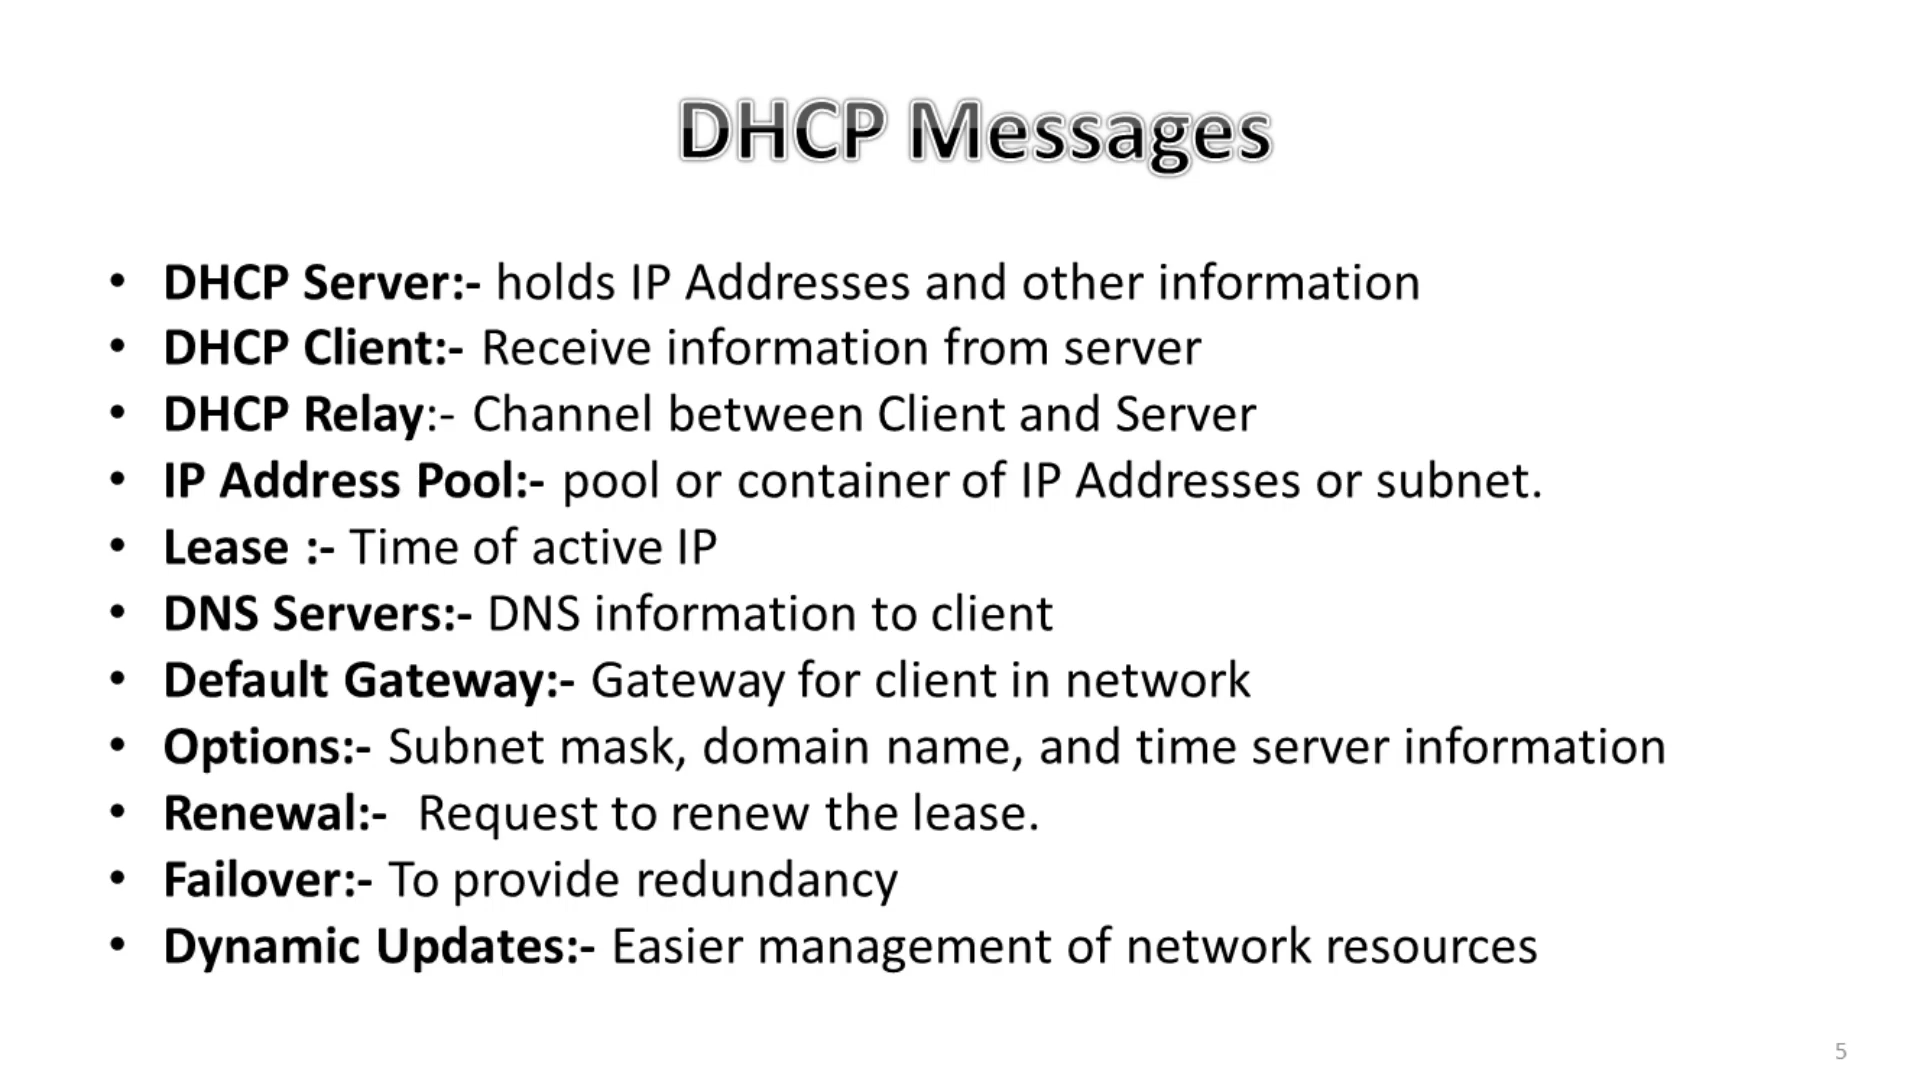 DHCP Messages
• DHCP Server:- holds IP Addresses and other information
• DHCP Client:- Receive information from server
• DHCP Relay:- Channel between Client and Server
• IP Address Pool:- pool or container of IP Addresses or subnet.
• Lease :- Time of active IP
• DNS Servers:- DNS information to client
• Default Gateway:- Gateway for client in network
• Options:- Subnet mask, domain name, and time server information
• Renewal:- Request to renew the lease.
• Failover:- To provide redundancy
• Dynamic Updates:- Easier management of network resources
5